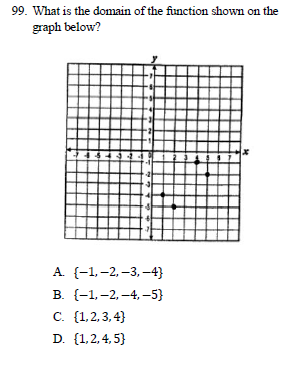 99. What is the domain of the function shown on the
graph below?
y
x
A. {−1, −2, −3, −4}
B. {−1, −2, −4, −5}
C. {1, 2, 3, 4}
D. {1, 2, 4, 5}